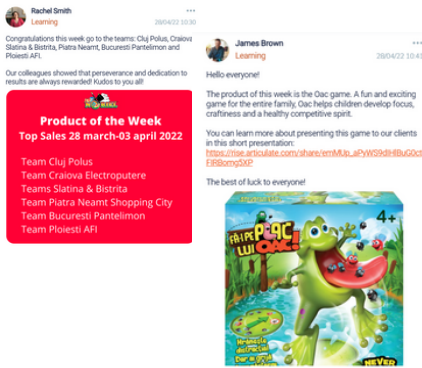 Rachel Smith
28/04/22 10:30
Learning
Congratulations this week go to the teams: Cluj Polus, Craiova
Slatina & Bistrita, Piatra Neamt, Bucuresti Pantelimon and
Ploiesti AFI.
Our colleagues showed that perseverance and dedication to
results are always rewarded! Kudos to you all!
Product of the Week
Top Sales 28 march-03 april 2022
Team Cluj Polus
Team Craiova Electroputere
Teams Slatina & Bistrita
Team Piatra Neamt Shopping City
Team Bucuresti Pantelimon
Team Ploiesti AFI
James Brown
Learning
28/04/22 10:41
Hello everyone!
The product of this week is the Oac game. A fun and exciting
game for the entire family, Oac helps children develop focus,
craftiness and a healthy competitive spirit.
You can learn more about presenting this game to our clients
in this short presentation:
https://rise.articulate.com/share/
The best of luck to everyone!
4+
FĂ-I PE PLAC
LUI OAC!
Hrănește
NEVER